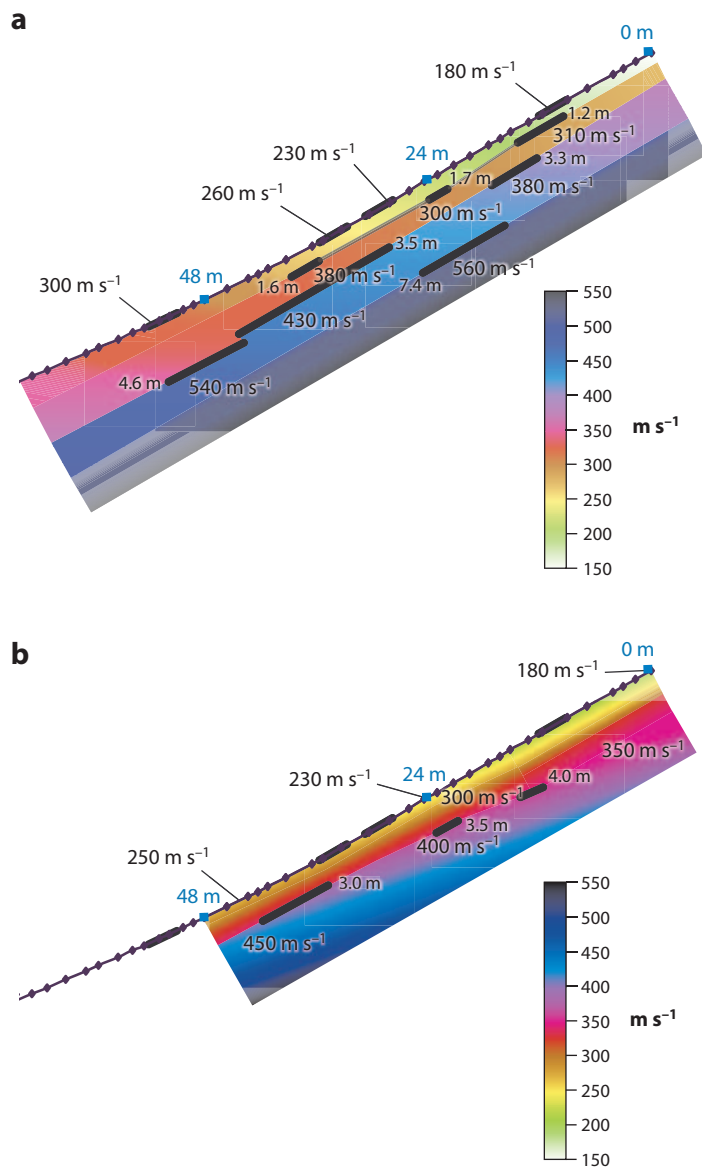 a
0 m
180 m s⁻¹
1.2 m
310 m s⁻¹
24 m
3.3 m
230 m s⁻¹
1.7 m
380 m s⁻¹
260 m s⁻¹
300 m s⁻¹
3.5 m
48 m
380 m s⁻¹
560 m s⁻¹
300 m s⁻¹
1.6 m
7.4 m
430 m s⁻¹
4.6 m
540 m s⁻¹
550
500
450
400
350
m s⁻¹
300
250
200
150
b
0 m
180 m s⁻¹
350 m s⁻¹
24 m
230 m s⁻¹
4.0 m
300 m s⁻¹
3.5 m
400 m s⁻¹
250 m s⁻¹
3.0 m
48 m
450 m s⁻¹
550
500
450
400
350
m s⁻¹
300
250
200
150